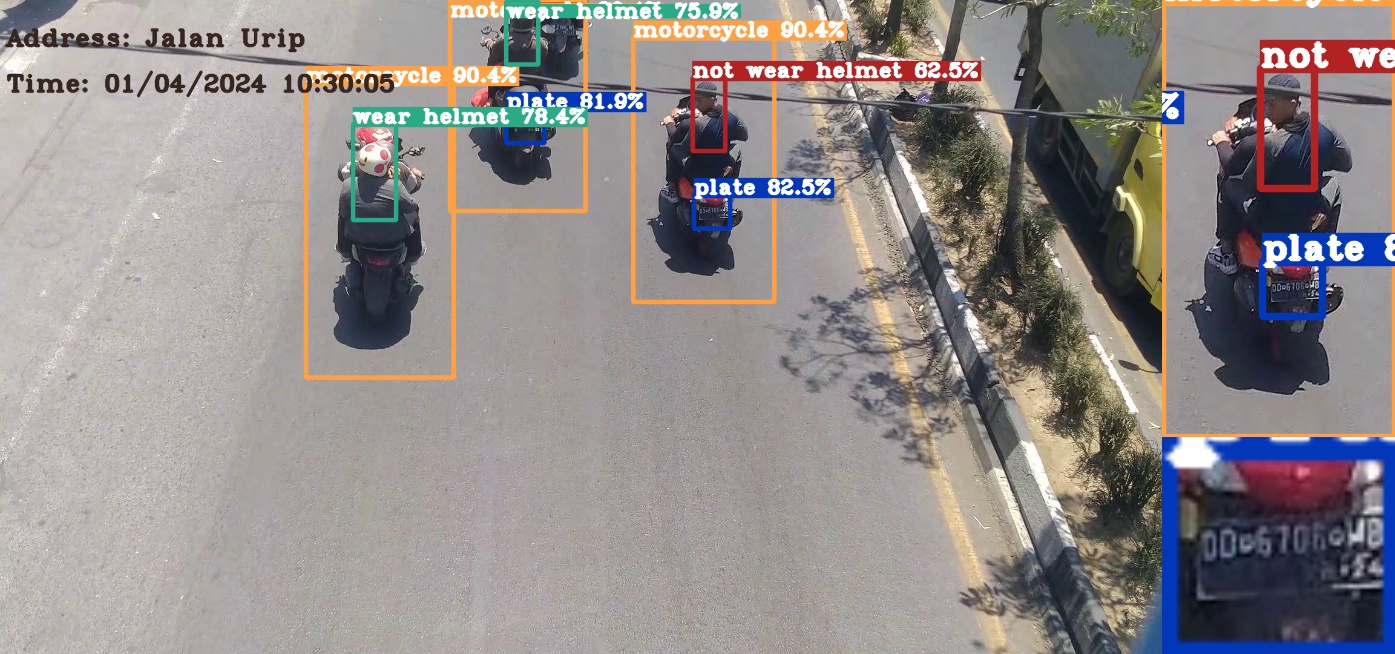 Address: Jalan Urip
Time: 01/04/2024 10:30:05
wear helmet 75.9%
motorcycle 90.4%
motorcycle 90.4%
not wear helmet 62.5%
plate 81.9%
wear helmet 78.4%
plate 82.5%
not we
%
plate 8